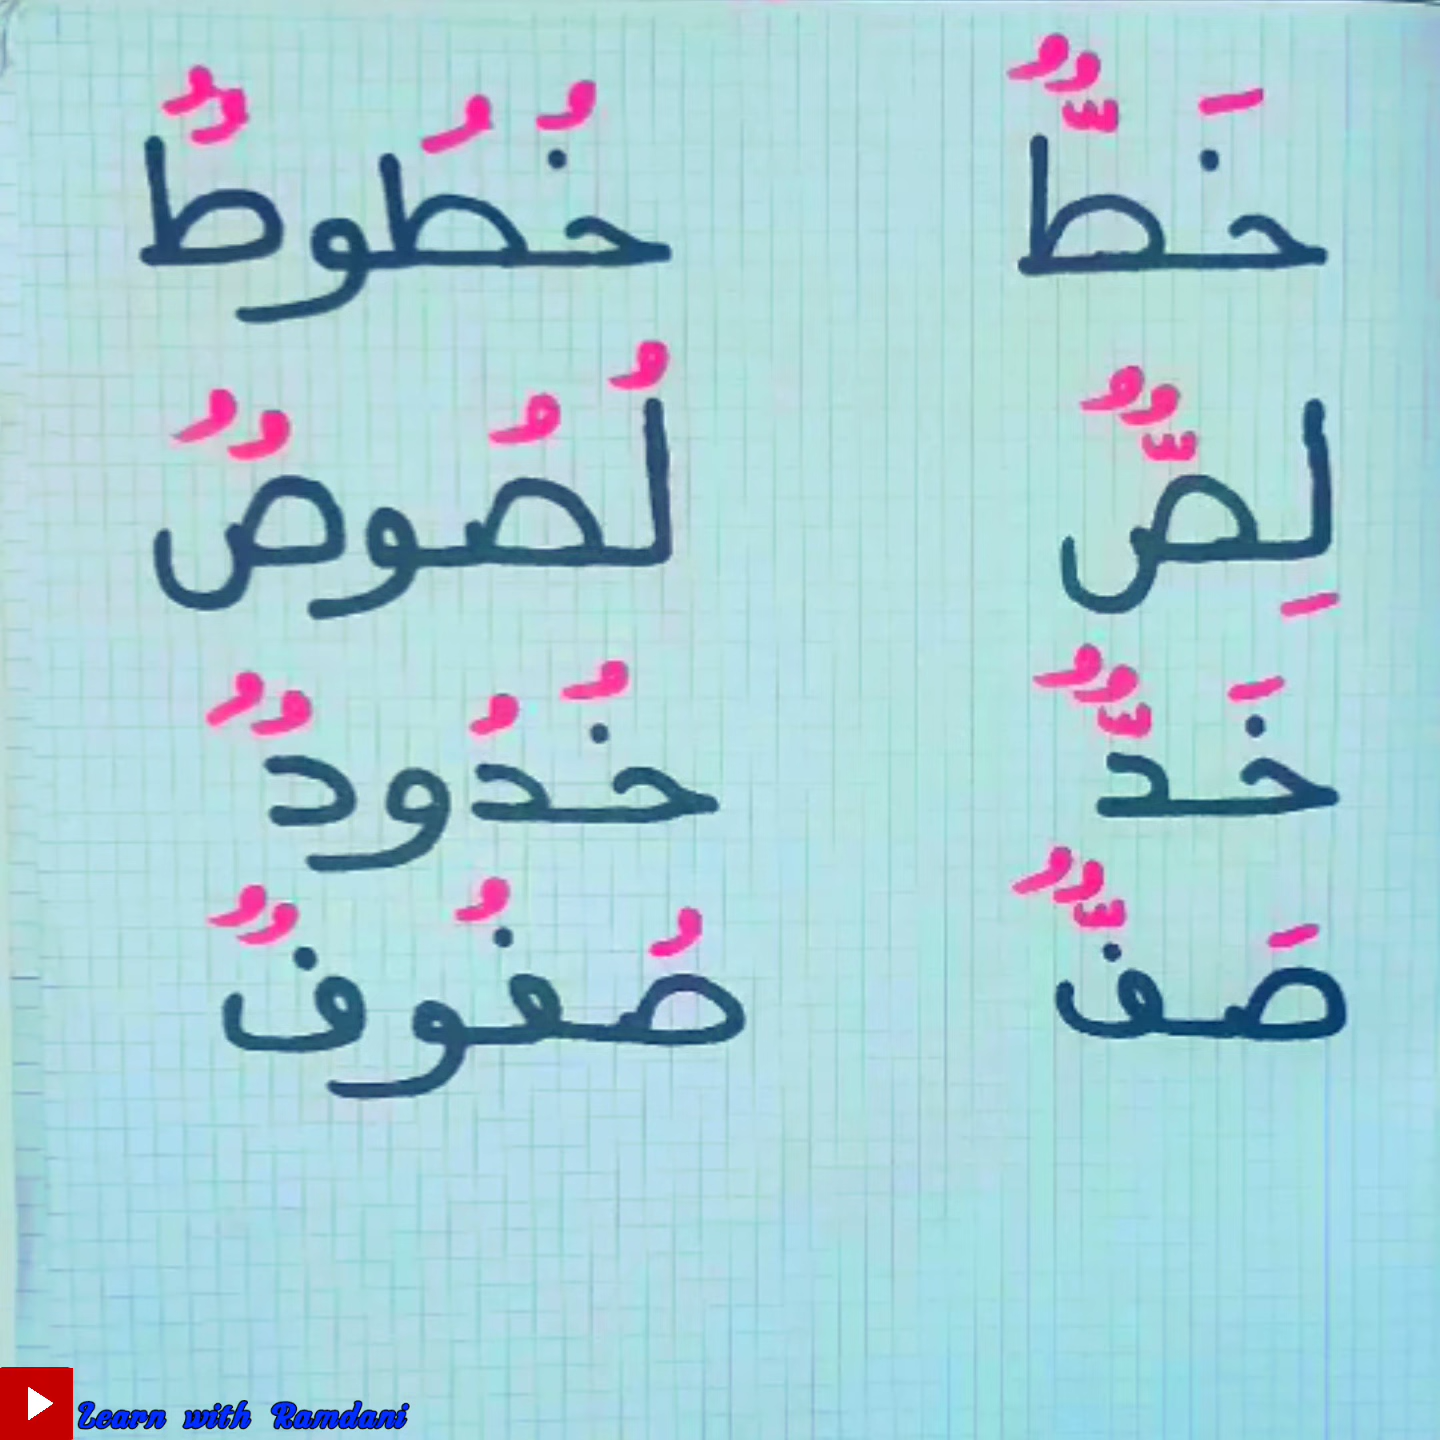 خَطٌّ خُطُوطٌ
لِصٌّ لُصُوصٌ
خَدٌّ خُدُودٌ
صَفٌّ صُفُوفٌ
Learn with Ramdani